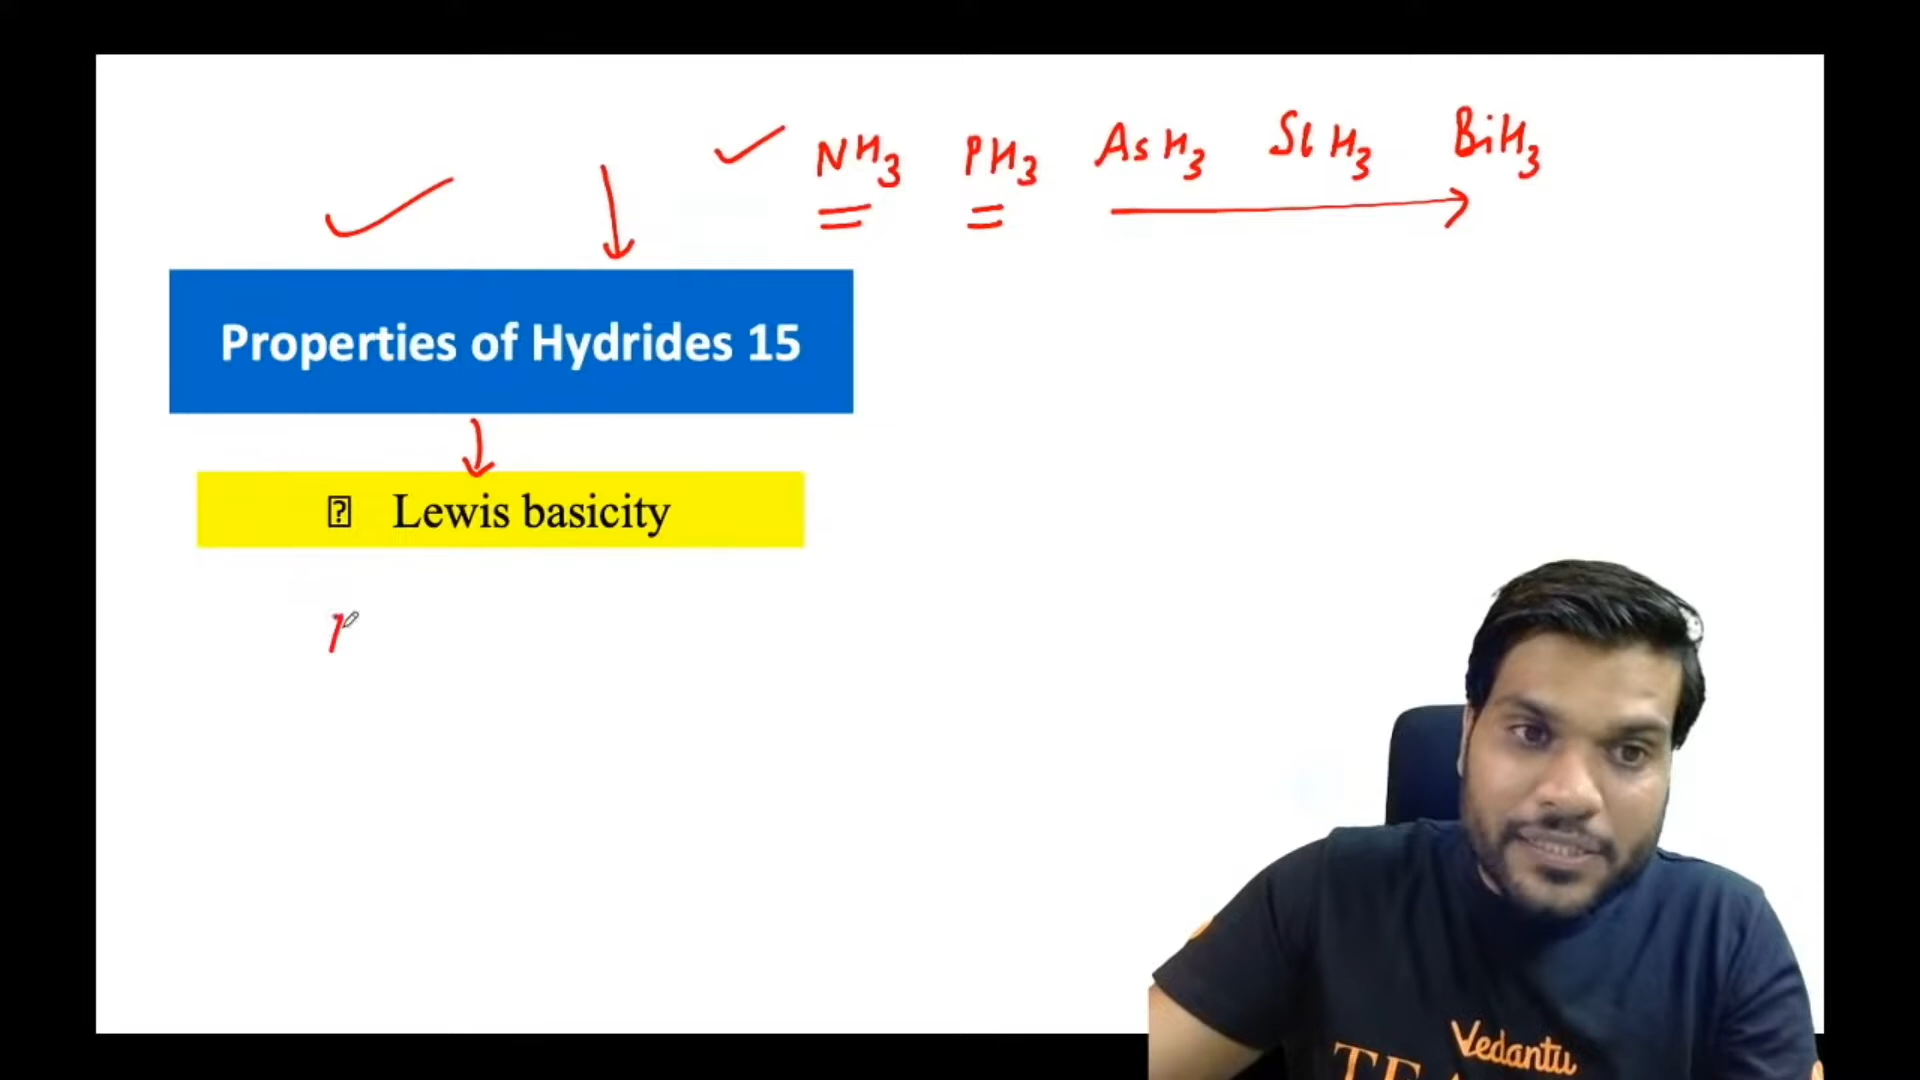 NH3 PH3 AsH3 SbH3 BiH3
Properties of Hydrides 15
Lewis basicity
Vedantu